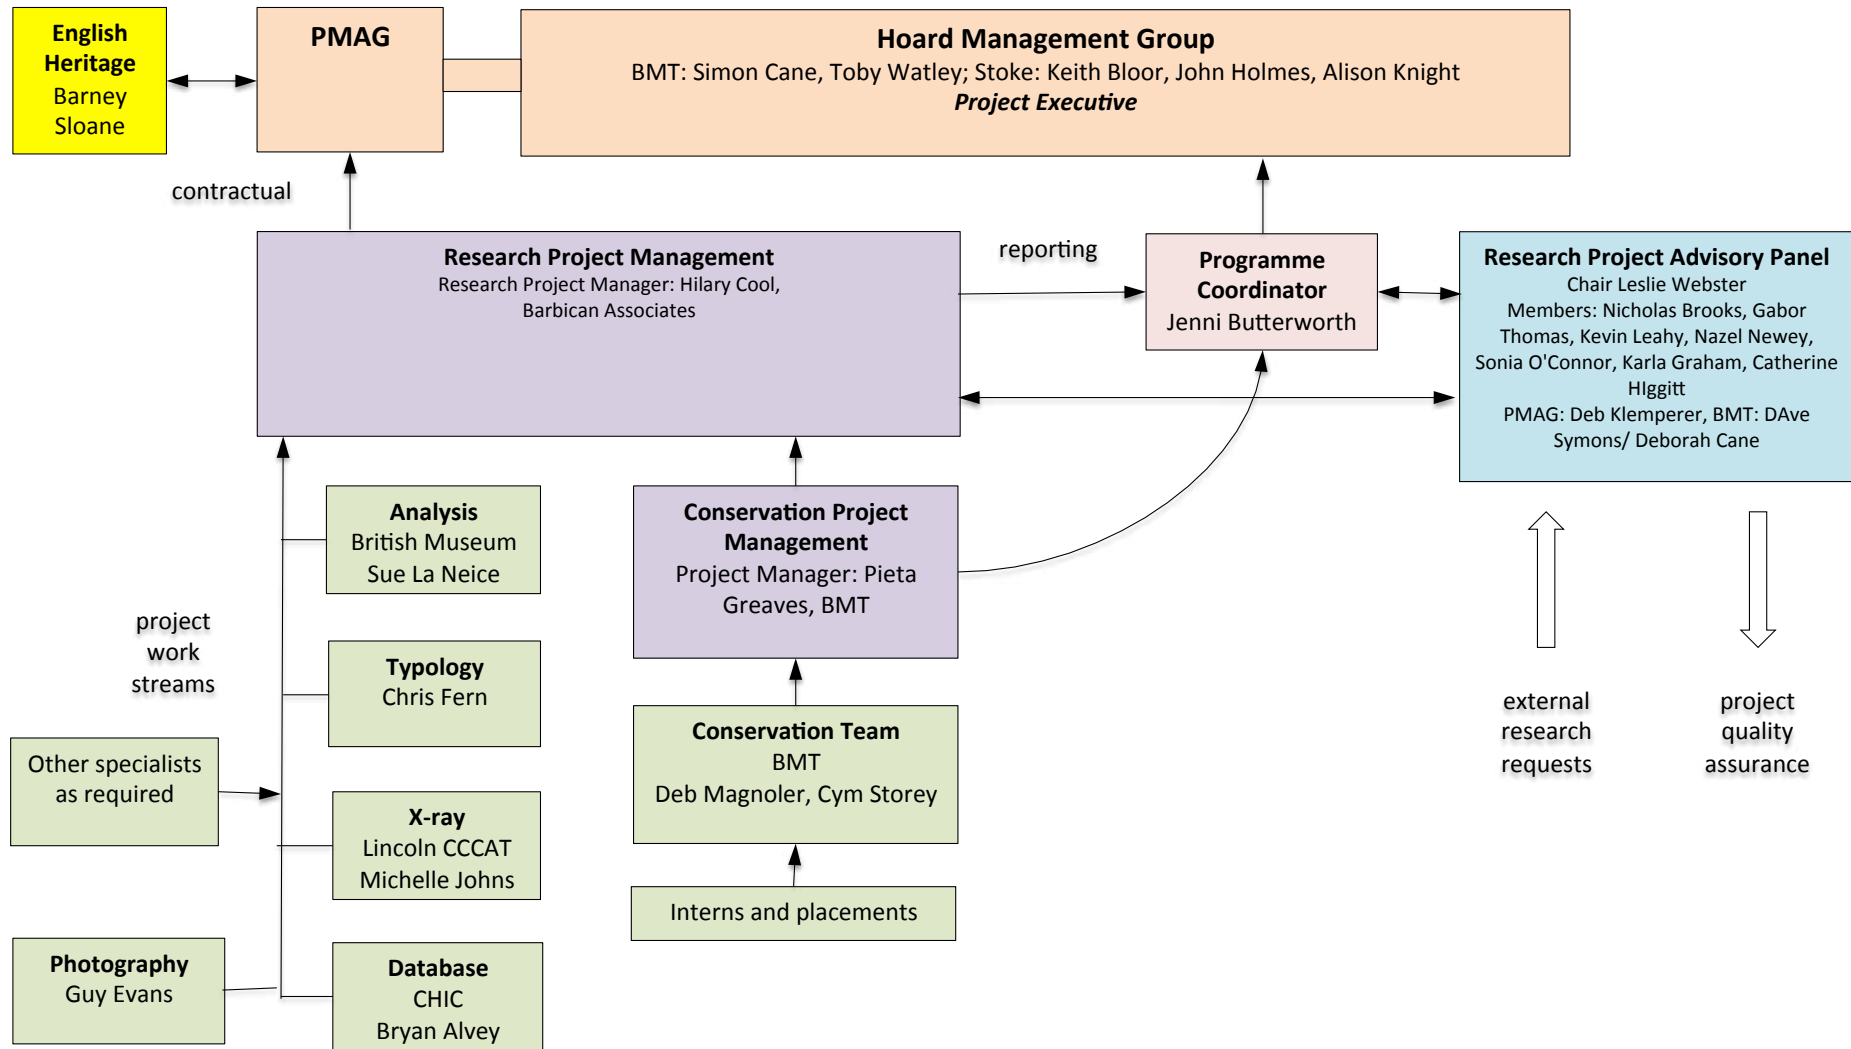 English
Heritage
Barney
Sloane
PMAG
Hoard Management Group
BMT: Simon Cane, Toby Watley; Stoke: Keith Bloor, John Holmes, Alison Knight
Project Executive
contractual
Research Project Management
Research Project Manager: Hilary Cool,
Barbican Associates
reporting
Programme
Coordinator
Jenni Butterworth
Research Project Advisory Panel
Chair Leslie Webster
Members: Nicholas Brooks, Gabor
Thomas, Kevin Leahy, Nazel Newey,
Sonia O'Connor, Karla Graham, Catherine
HIggitt
PMAG: Deb Klemperer, BMT: DAve
Symons/ Deborah Cane
Analysis
British Museum
Sue La Neice
Conservation Project
Management
Project Manager: Pieta
Greaves, BMT
project
work
streams
Typology
Chris Fern
external
research
requests
project
quality
assurance
Conservation Team
BMT
Deb Magnoler, Cym Storey
Other specialists
as required
X-ray
Lincoln CCCAT
Michelle Johns
Interns and placements
Photography
Guy Evans
Database
CHIC
Bryan Alvey